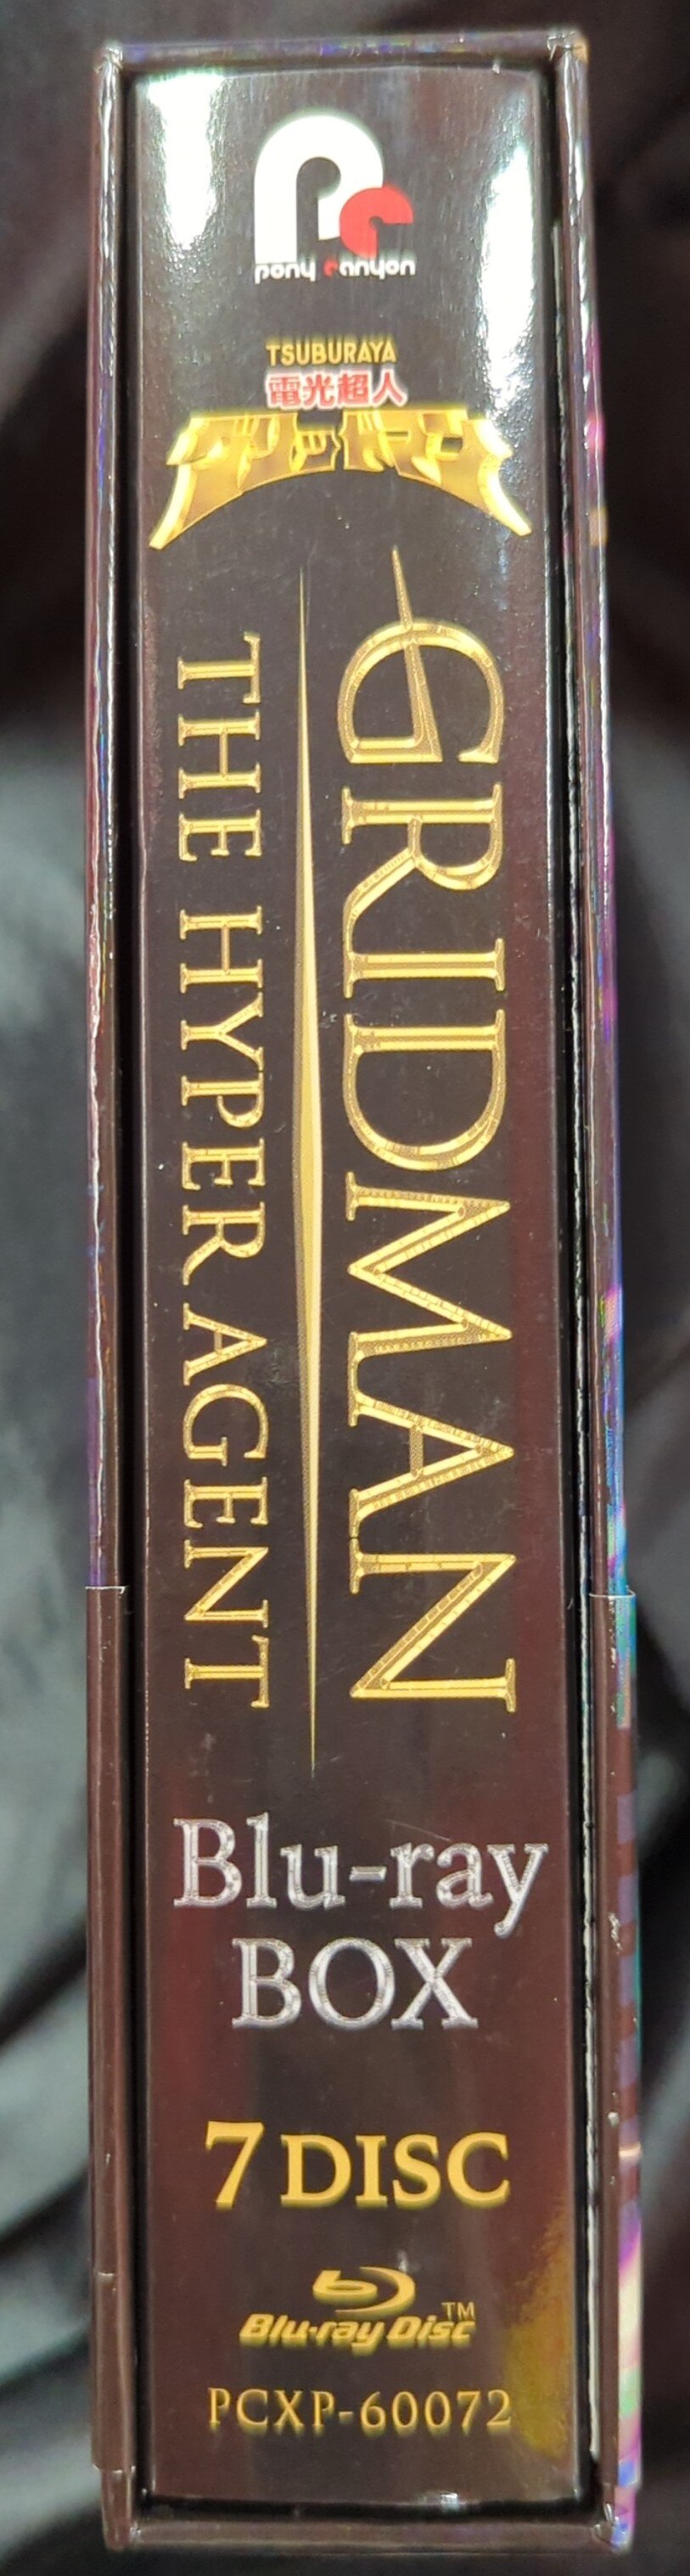 pony canyon
TSUBURAYA
電光超人
グリッドマン
GRIDMAN
THE HYPER AGENT
Blu-ray
BOX
7 DISC
Blu-ray Disc™
PCXP-60072